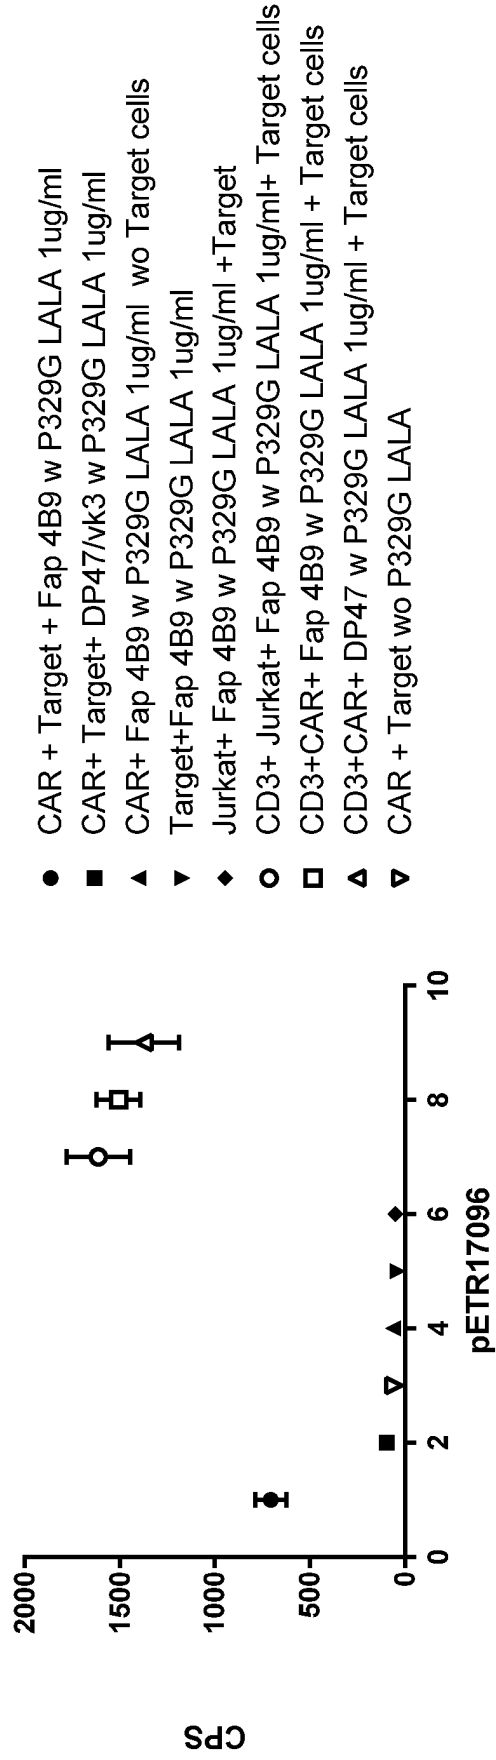 CPS
2000
1500
1000
500
0
0 2 4 6 8 10
pETR17096
CAR + Target + Fap 4B9 w P329G LALA 1ug/ml
CAR+ Target+ DP47/vk3 w P329G LALA 1ug/ml
CAR+ Fap 4B9 w P329G LALA 1ug/ml wo Target cells
Target+Fap 4B9 w P329G LALA 1ug/ml
Jurkat+ Fap 4B9 w P329G LALA 1ug/ml +Target
CD3+ Jurkat+ Fap 4B9 w P329G LALA 1ug/ml+ Target cells
CD3+CAR+ Fap 4B9 w P329G LALA 1ug/ml + Target cells
CD3+CAR+ DP47 w P329G LALA 1ug/ml + Target cells
CAR + Target wo P329G LALA